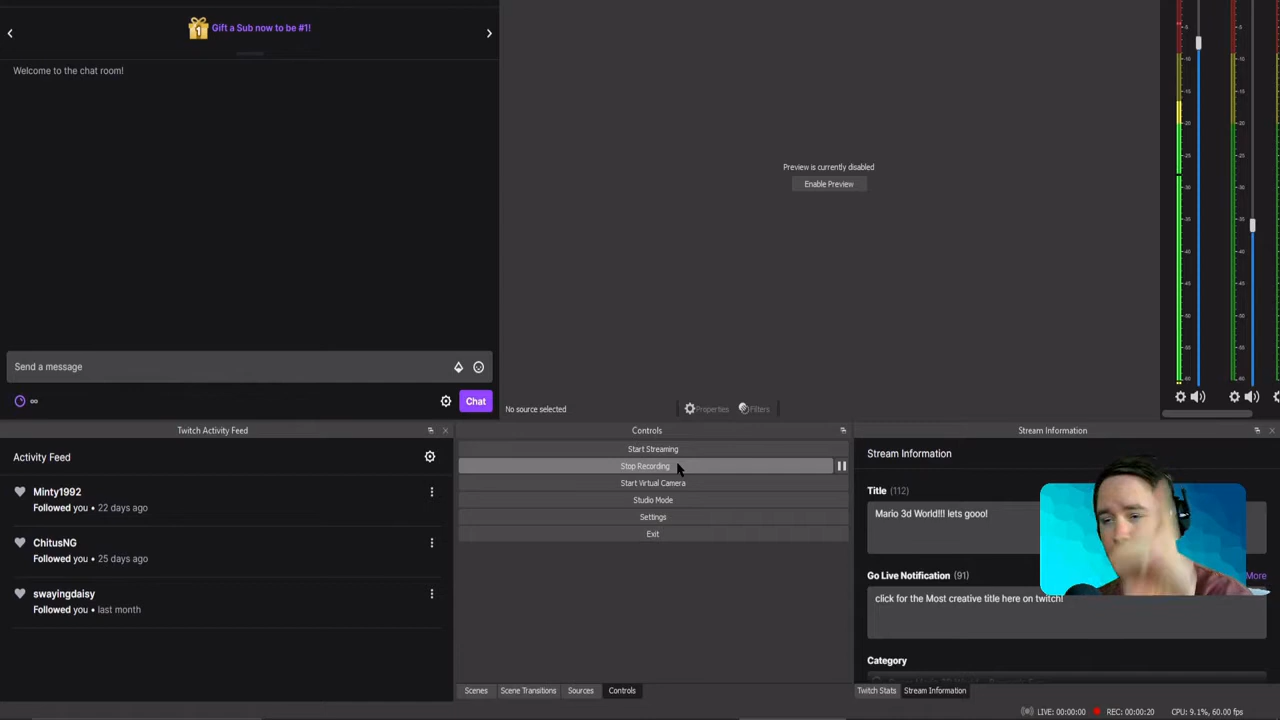 Gift a Sub now to be #1!
1
Welcome to the chat room!
Preview is currently disabled
Enable Preview
Send a message
∞
Chat
No source selected
Properties
Filters
Twitch Activity Feed
Activity Feed
Minty1992
Followed you • 22 days ago
ChitusNG
Followed you • 25 days ago
swayingdaisy
Followed you • last month
Controls
Start Streaming
Stop Recording
Start Virtual Camera
Studio Mode
Settings
Exit
Scenes
Scene Transitions
Sources
Controls
Stream Information
Stream Information
Title (112)
Mario 3d World!!! lets gooo!
Go Live Notification (91)
More
click for the Most creative title here on twitch!
Category
Twitch Stats
Stream Information
LIVE: 00:00:00
REC: 00:00:20
CPU: 9.1%, 60.00 fps